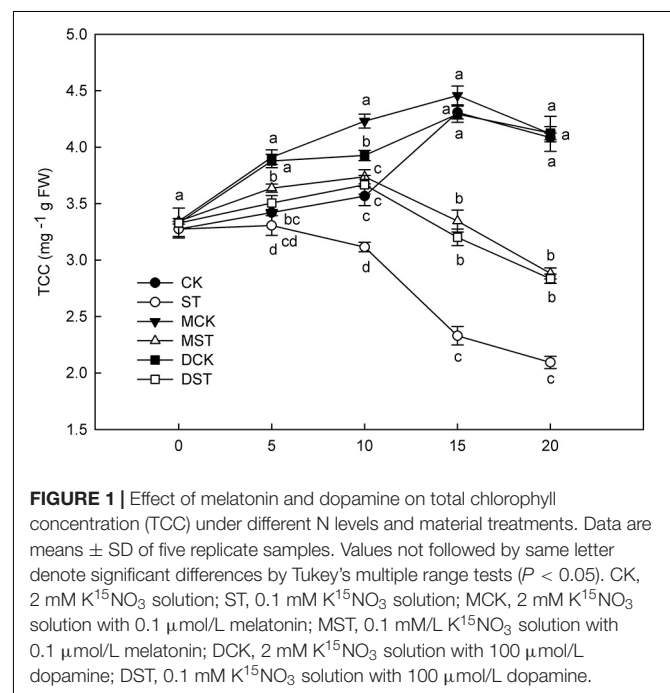 5.0
a
a
a
4.5
a
a
a
a
4.0
b
a
a
a
a
b
c
3.5
c
b
b
bc
c
cd
b
3.0
d
d
b
b
CK
2.5
ST
MCK
c
MST
2.0
DCK
c
DST
1.5
TCC (mg⁻¹ g FW)
0 5 10 15 20
FIGURE 1 | Effect of melatonin and dopamine on total chlorophyll
concentration (TCC) under different N levels and material treatments. Data are
means ± SD of five replicate samples. Values not followed by same letter
denote significant differences by Tukey's multiple range tests (P < 0.05). CK,
2 mM K¹⁵NO₃ solution; ST, 0.1 mM K¹⁵NO₃ solution; MCK, 2 mM K¹⁵NO₃
solution with 0.1 μmol/L melatonin; MST, 0.1 mM/L K¹⁵NO₃ solution with
0.1 μmol/L melatonin; DCK, 2 mM K¹⁵NO₃ solution with 100 μmol/L
dopamine; DST, 0.1 mM K¹⁵NO₃ solution with 100 μmol/L dopamine.